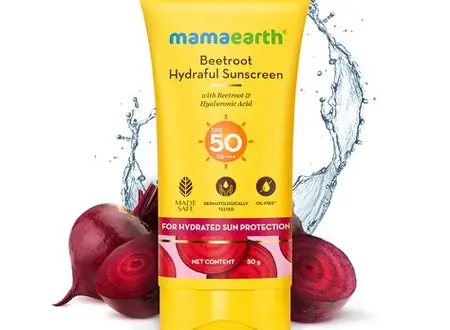 mamaearth®
Beetroot
Hydraful Sunscreen
with Beetroot &
Hyaluronic Acid
SPF
50
PA++++
MADE
SAFE
DERMATOLOGICALLY
TESTED
OIL-FREE*
FOR HYDRATED SUN PROTECTION
NET CONTENT 50 g